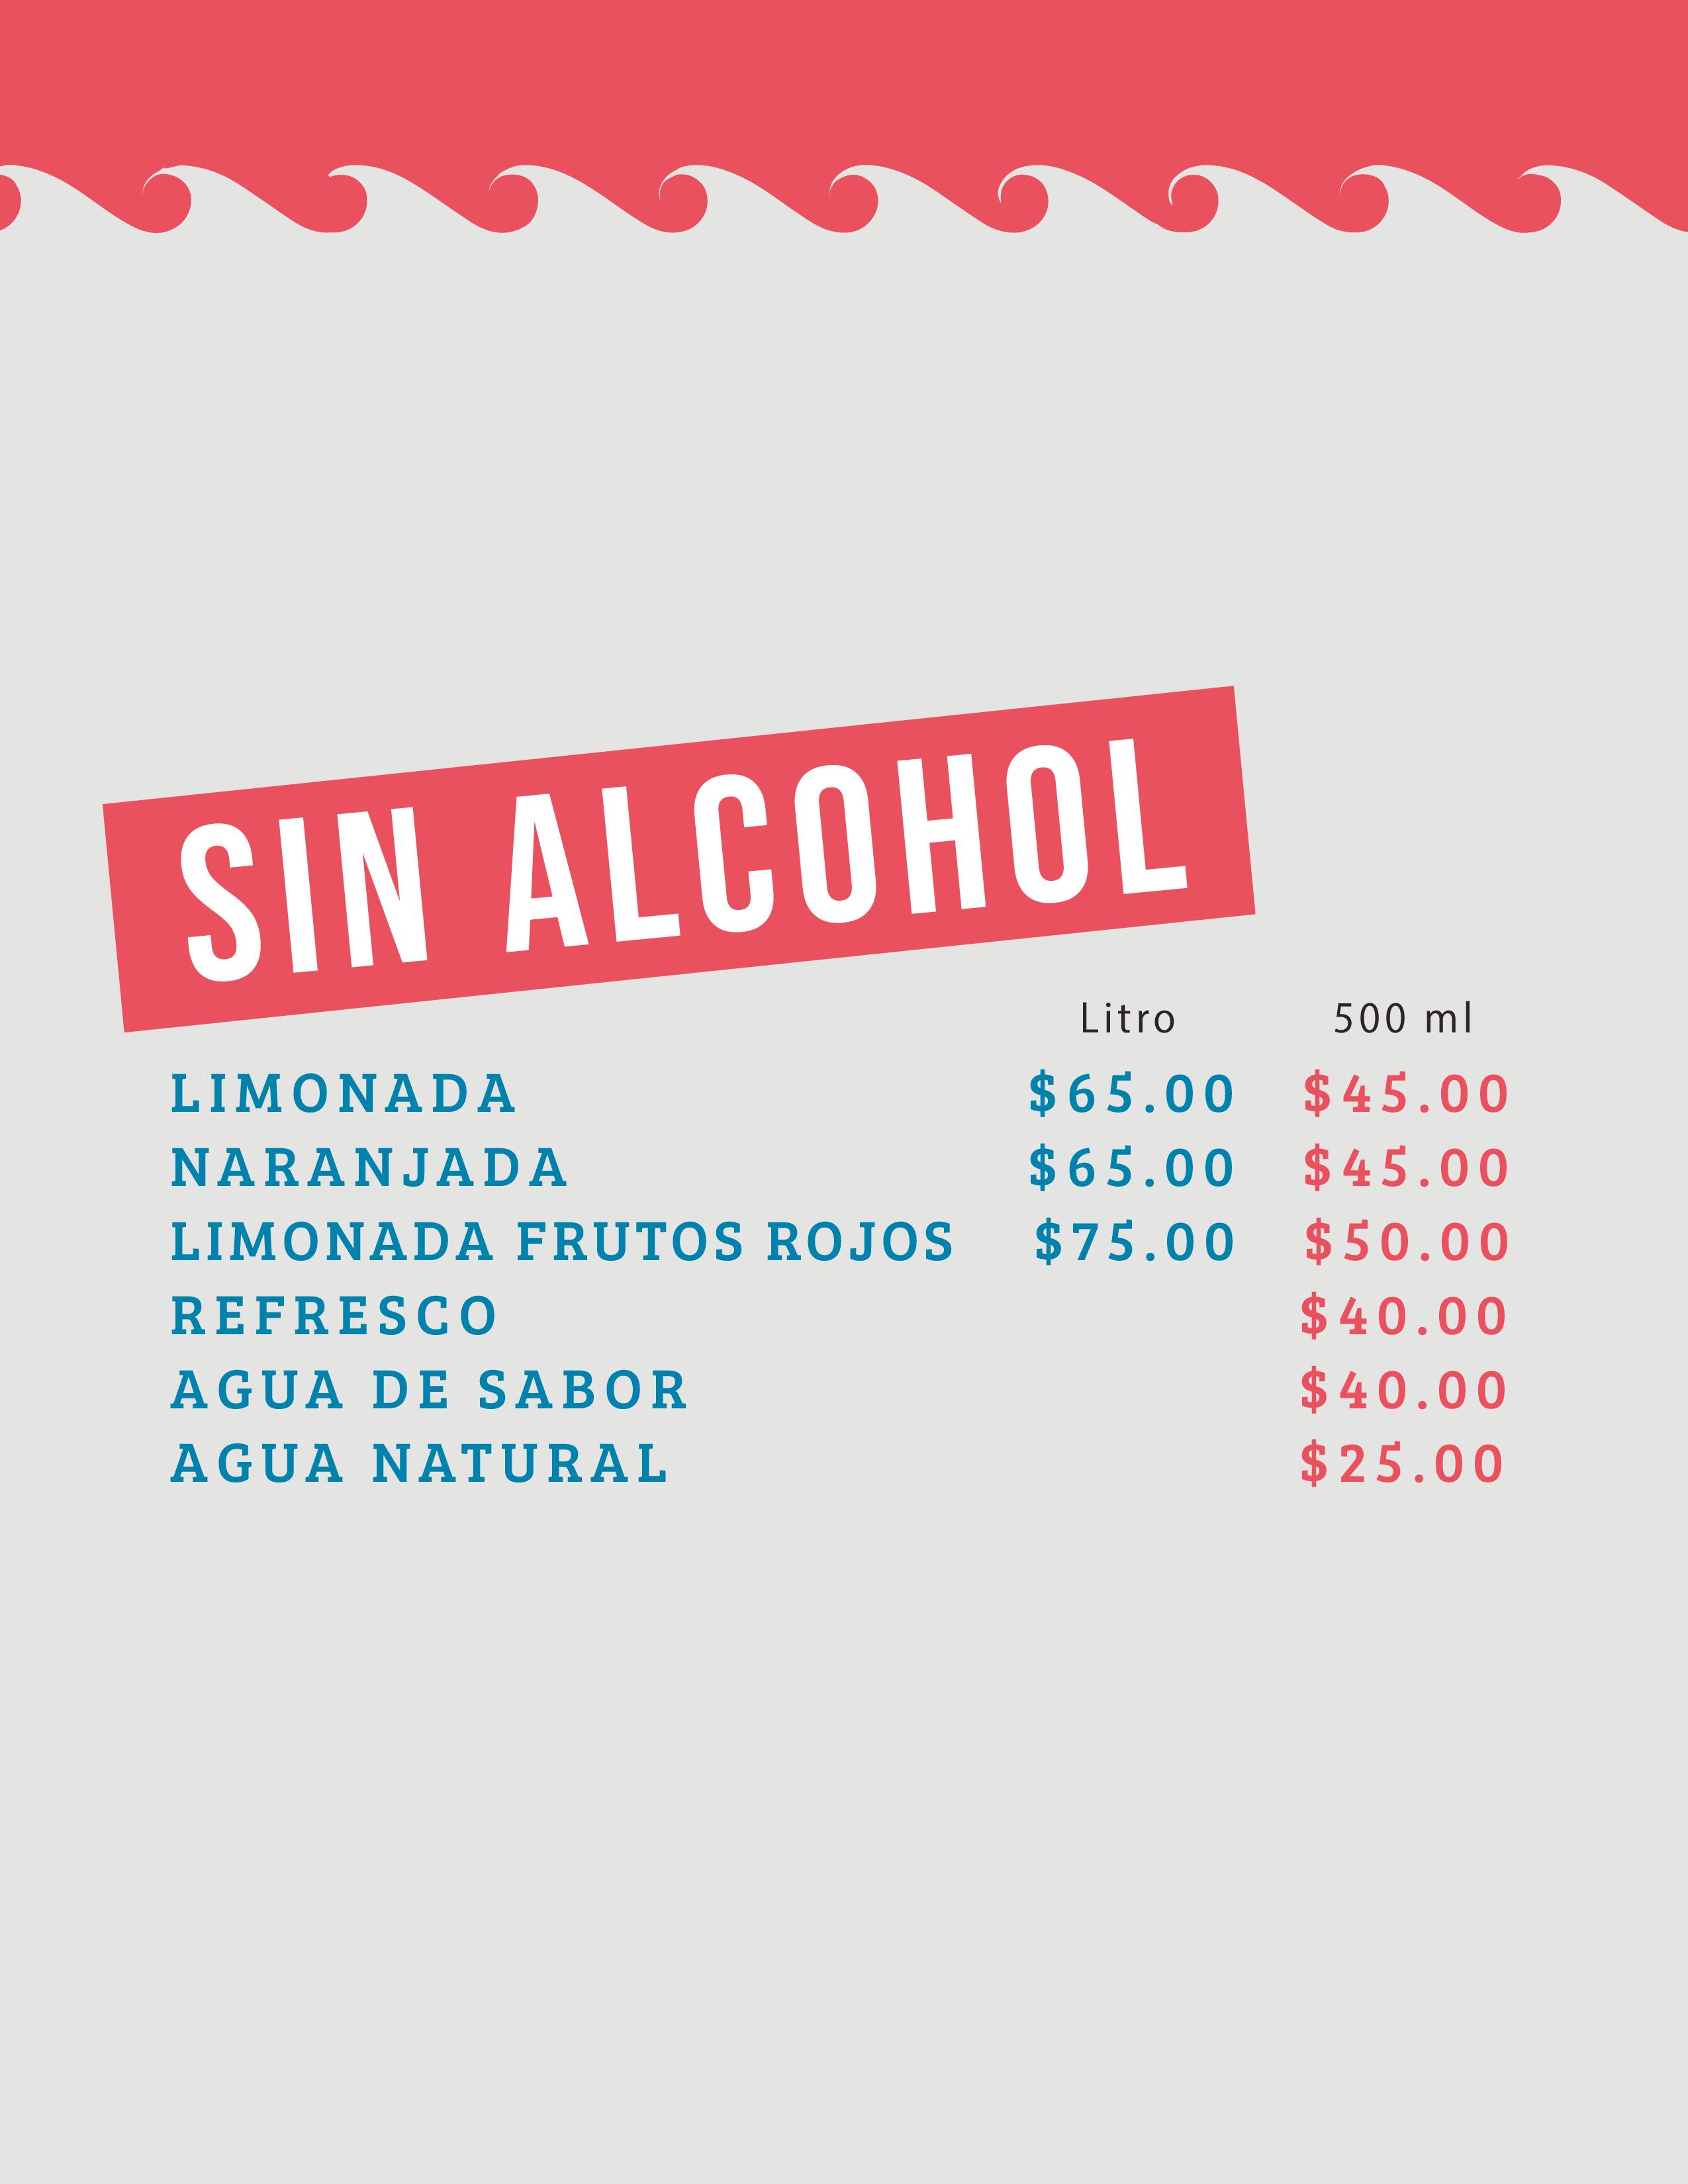 SIN ALCOHOL
Litro 500 ml
LIMONADA $65.00 $45.00
NARANJADA $65.00 $45.00
LIMONADA FRUTOS ROJOS $75.00 $50.00
REFRESCO $40.00
AGUA DE SABOR $40.00
AGUA NATURAL $25.00